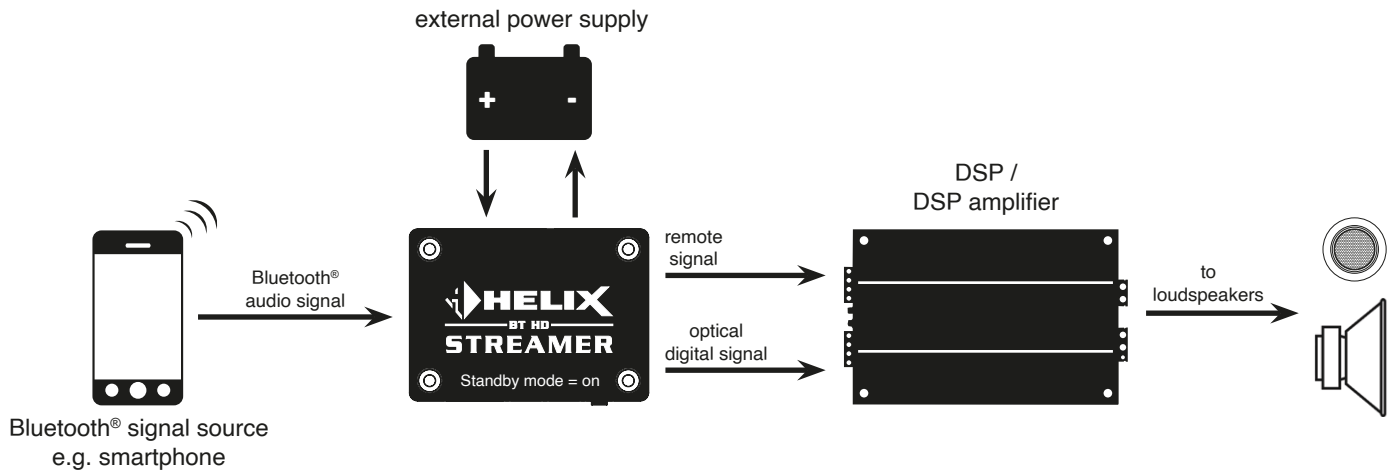 external power supply
+ -
DSP /
DSP amplifier
remote
signal
Bluetooth®
audio signal
to
loudspeakers
HELIX
BT HD
STREAMER
optical
digital signal
Standby mode = on
Bluetooth® signal source
e.g. smartphone